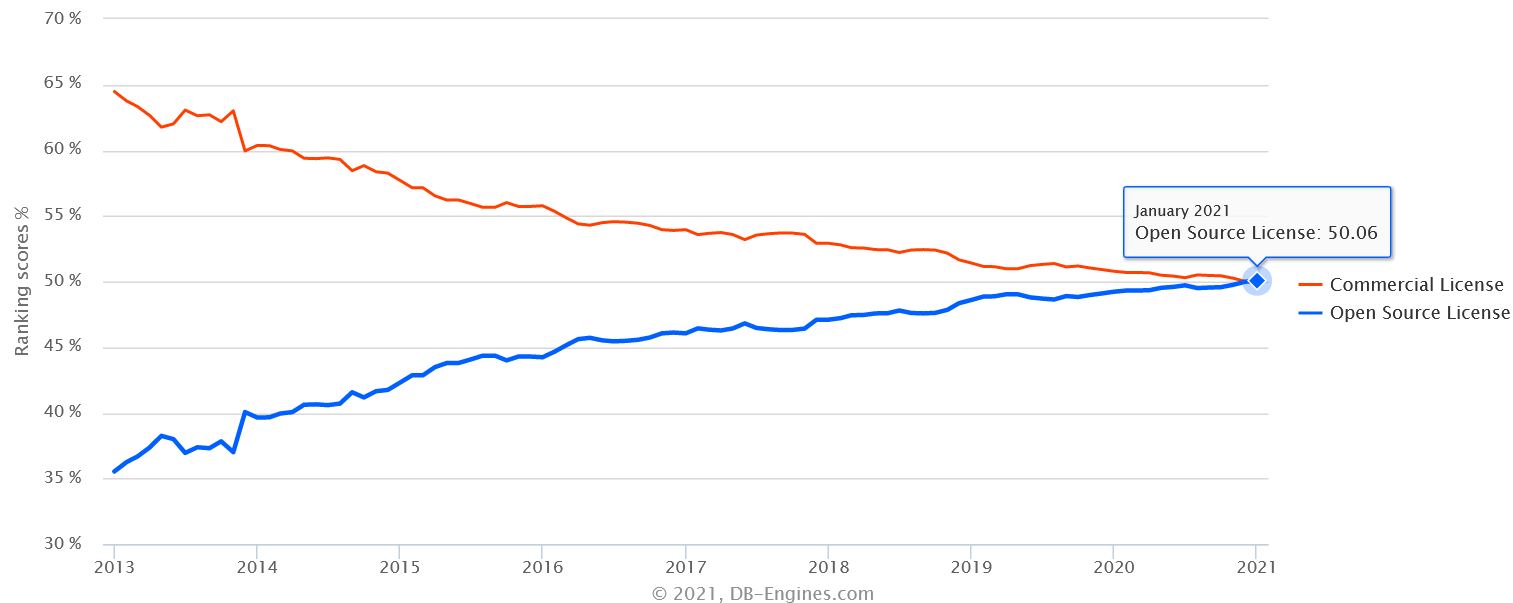 70 %
65 %
60 %
55 %
50 %
45 %
40 %
35 %
30 %
Ranking scores %
January 2021
Open Source License: 50.06
Commercial License
Open Source License
2013 2014 2015 2016 2017 2018 2019 2020 2021
© 2021, DB-Engines.com